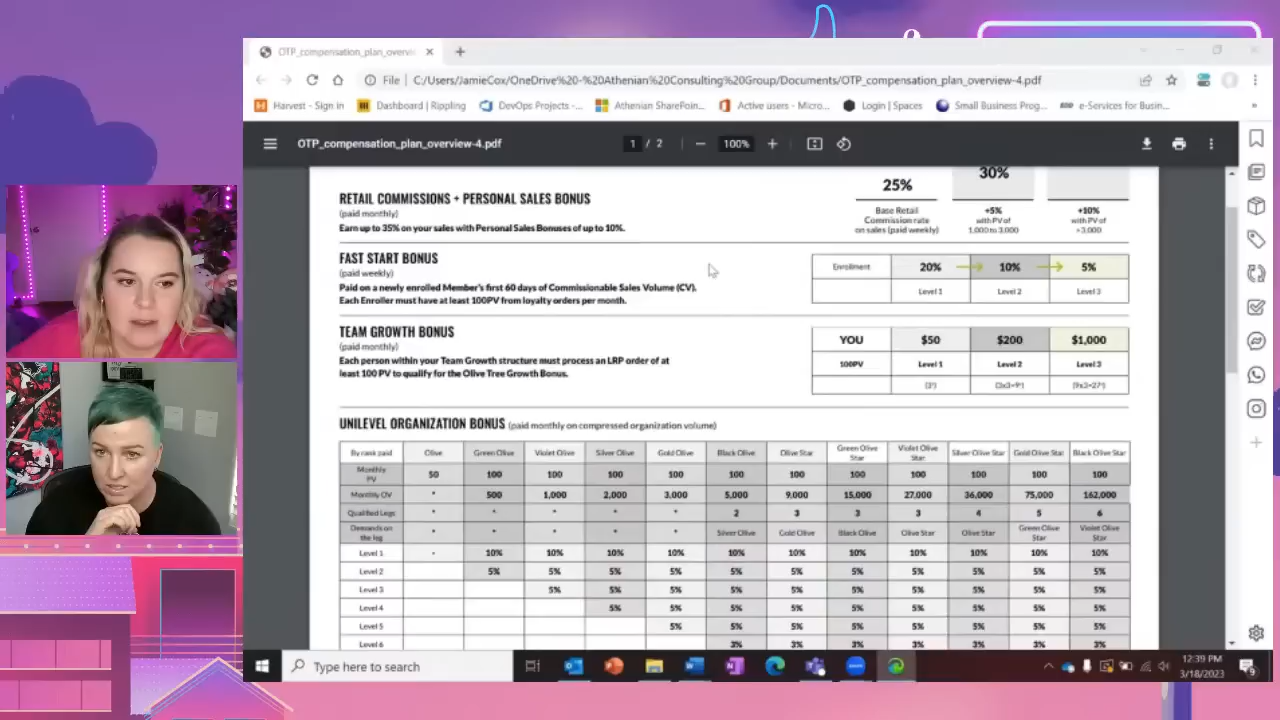 OTP_compensation_plan_overvi
File C:/Users/JamieCox/OneDrive%20-%20Athenian%20Consulting%20Group/Documents/OTP_compensation_plan_overview-4.pdf
Harvest - Sign in Dashboard | Rippling DevOps Projects -... Athenian SharePoin... Active users - Micro... Login | Spaces Small Business Prog... e-Services for Busin...
OTP_compensation_plan_overview-4.pdf 1 / 2 100%
25% 30%
RETAIL COMMISSIONS + PERSONAL SALES BONUS
(paid monthly)
Earn up to 35% on your sales with Personal Sales Bonuses of up to 10%.
Base Retail
Commission rate
on sales (paid weekly)
+5%
with PV of
1,000 to 3,000
+10%
with PV of
>3,000
FAST START BONUS
(paid weekly)
Paid on a newly enrolled Member's first 60 days of Commissionable Sales Volume (CV).
Each Enroller must have at least 100PV from loyalty orders per month.
Enrollment 20% 10% 5%
Level 1 Level 2 Level 3
TEAM GROWTH BONUS
(paid monthly)
Each person within your Team Growth structure must process an LRP order of at
least 100 PV to qualify for the Olive Tree Growth Bonus.
YOU $50 $200 $1,000
100PV Level 1 Level 2 Level 3
(3x3=9) (9x3=27)
UNILEVEL ORGANIZATION BONUS (paid monthly on compressed organization volume)
By rank paid Olive Green Olive Violet Olive Silver Olive Gold Olive Black Olive Olive Star Green Olive Star Violet Olive Star Silver Olive Star Gold Olive Star Black Olive Star
Monthly PV 50 100 100 100 100 100 100 100 100 100 100 100
Monthly OV * 500 1,000 2,000 3,000 5,000 9,000 15,000 27,000 36,000 75,000 162,000
Qualified Legs * * * * * 2 3 3 3 4 5 6
Demands on the leg * * * * * Silver Olive Gold Olive Black Olive Olive Star Olive Star Green Olive Star Violet Olive Star
Level 1 * 10% 10% 10% 10% 10% 10% 10% 10% 10% 10% 10%
Level 2 5% 5% 5% 5% 5% 5% 5% 5% 5% 5% 5%
Level 3 5% 5% 5% 5% 5% 5% 5% 5% 5% 5%
Level 4 5% 5% 5% 5% 5% 5% 5% 5% 5%
Level 5 5% 5% 5% 5% 5% 5% 5% 5%
Level 6 3% 3% 3% 3% 3% 3% 3%
Type here to search
12:39 PM
3/18/2023